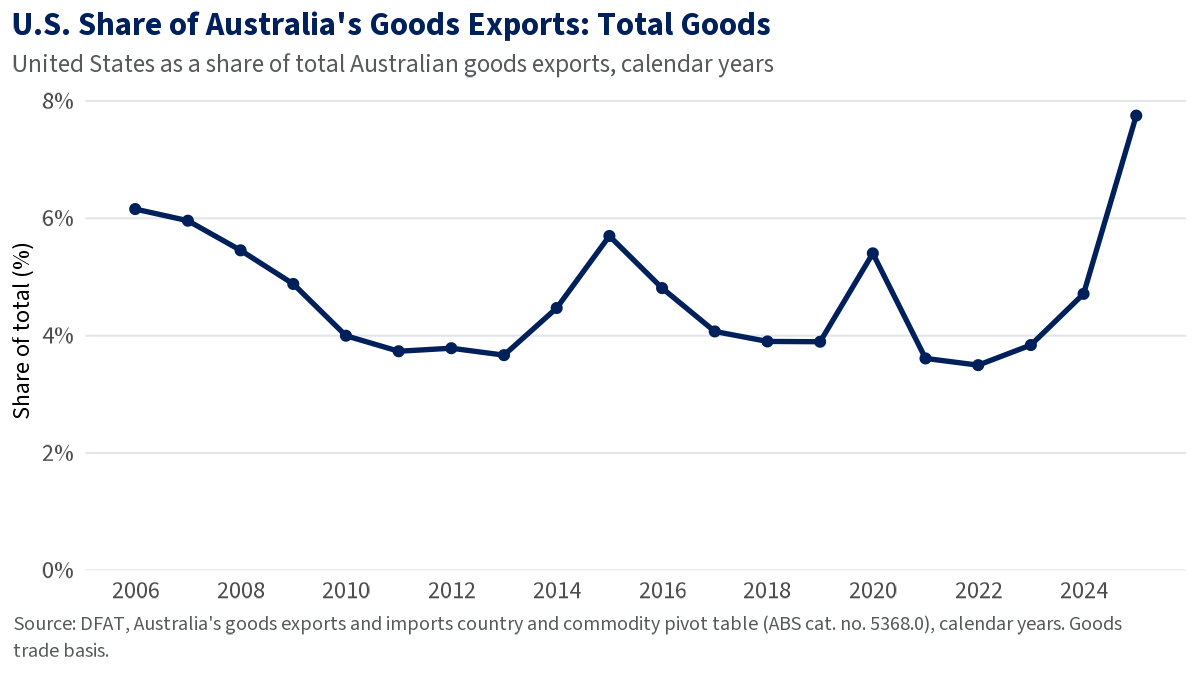 U.S. Share of Australia's Goods Exports: Total Goods
United States as a share of total Australian goods exports, calendar years
8%
6%
4%
2%
0%
Share of total (%)
2006 2008 2010 2012 2014 2016 2018 2020 2022 2024
Source: DFAT, Australia's goods exports and imports country and commodity pivot table (ABS cat. no. 5368.0), calendar years. Goods
trade basis.